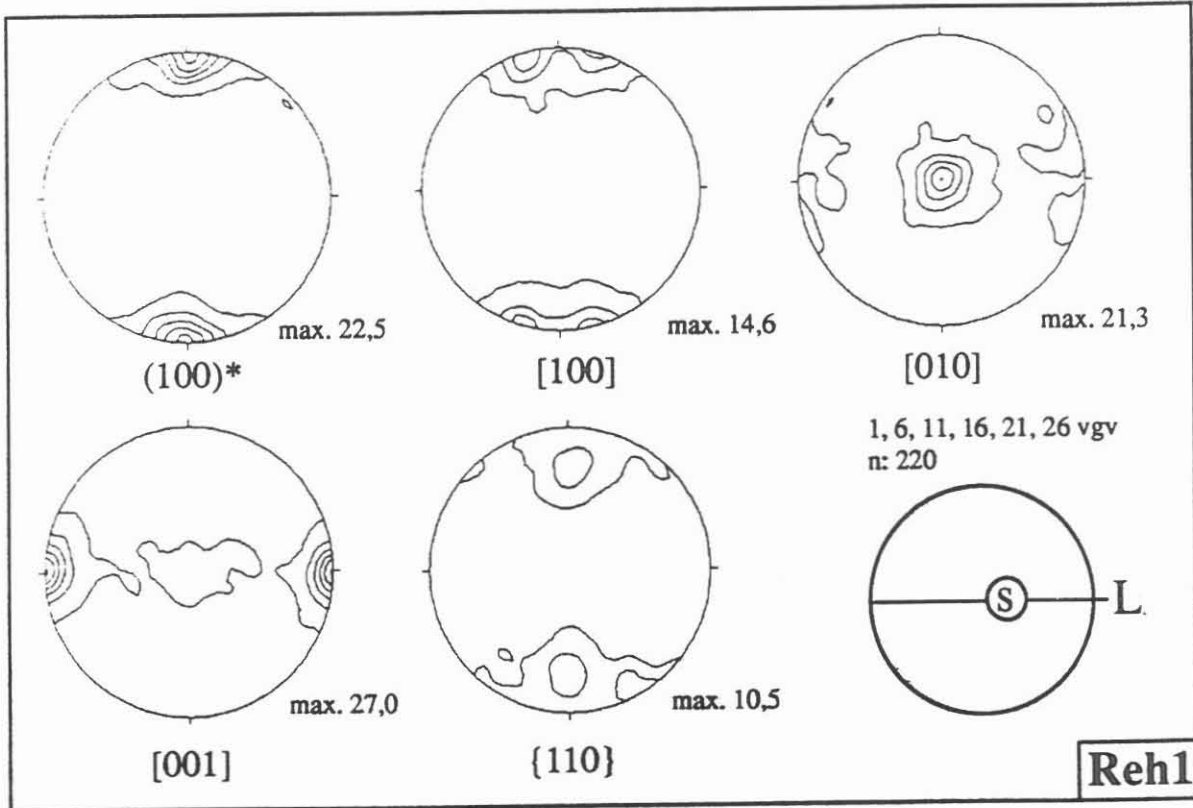 max. 22,5
(100)*
max. 14,6
[100]
max. 21,3
[010]
max. 27,0
[001]
max. 10,5
{110}
1, 6, 11, 16, 21, 26 vgv
n: 220
S
L
Reh1